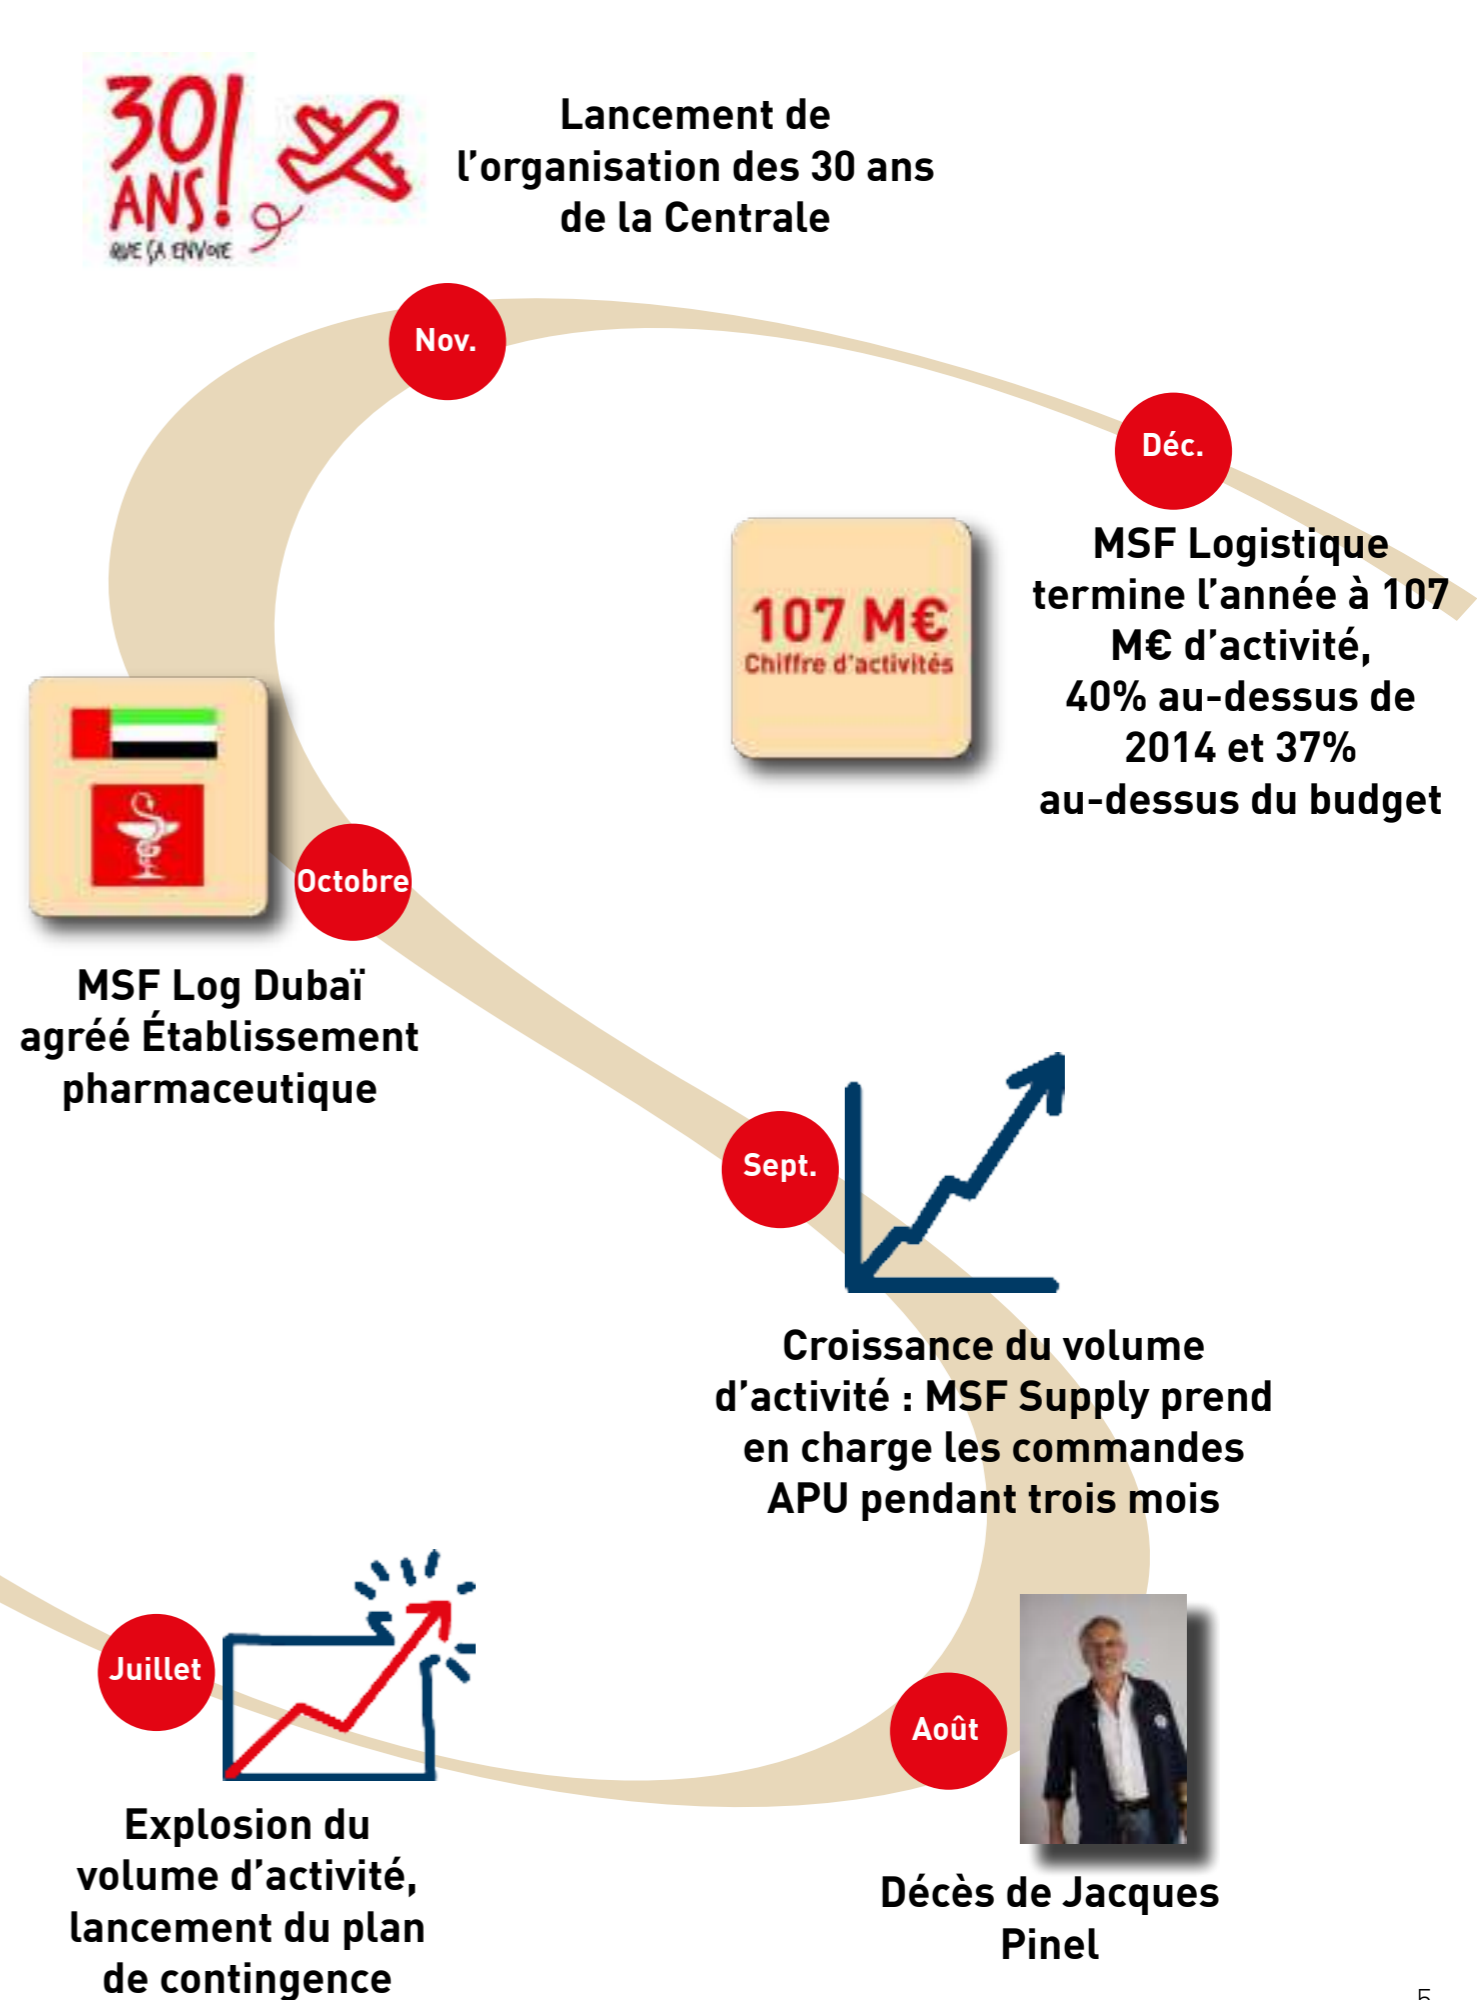 30!
ANS!
QUE ÇA ENVOIE
Lancement de
l’organisation des 30 ans
de la Centrale
Nov.
Déc.
107 M€
Chiffre d'activités
MSF Logistique
termine l’année à 107
M€ d’activité,
40% au-dessus de
2014 et 37%
au-dessus du budget
Octobre
MSF Log Dubaï
agréé Établissement
pharmaceutique
Sept.
Croissance du volume
d’activité : MSF Supply prend
en charge les commandes
APU pendant trois mois
Juillet
Explosion du
volume d’activité,
lancement du plan
de contingence
Août
Décès de Jacques
Pinel
5